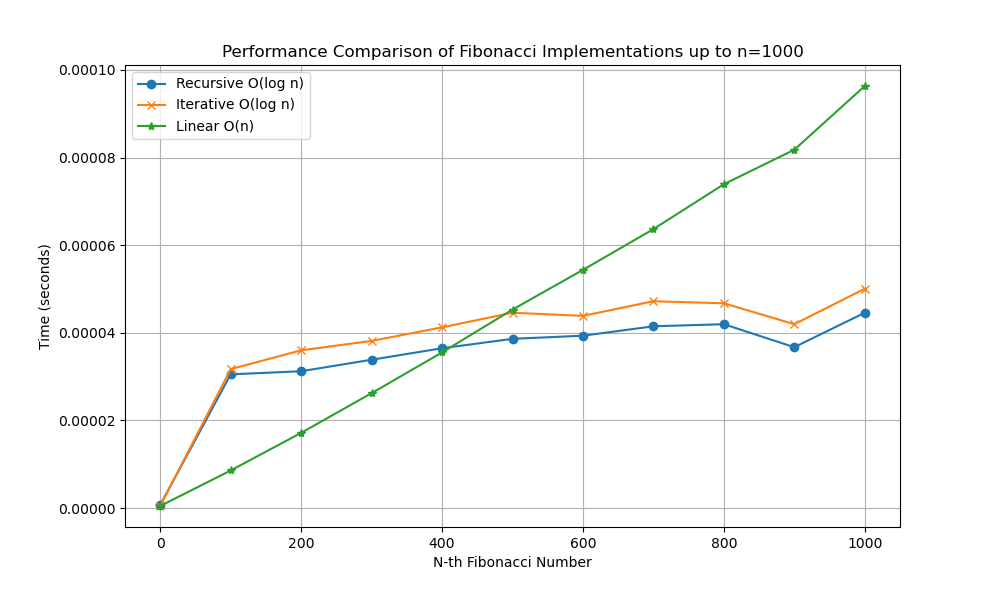 Performance Comparison of Fibonacci Implementations up to n=1000
Recursive O(log n)
Iterative O(log n)
Linear O(n)
0.00010
0.00008
0.00006
0.00004
0.00002
0.00000
Time (seconds)
0 200 400 600 800 1000
N-th Fibonacci Number